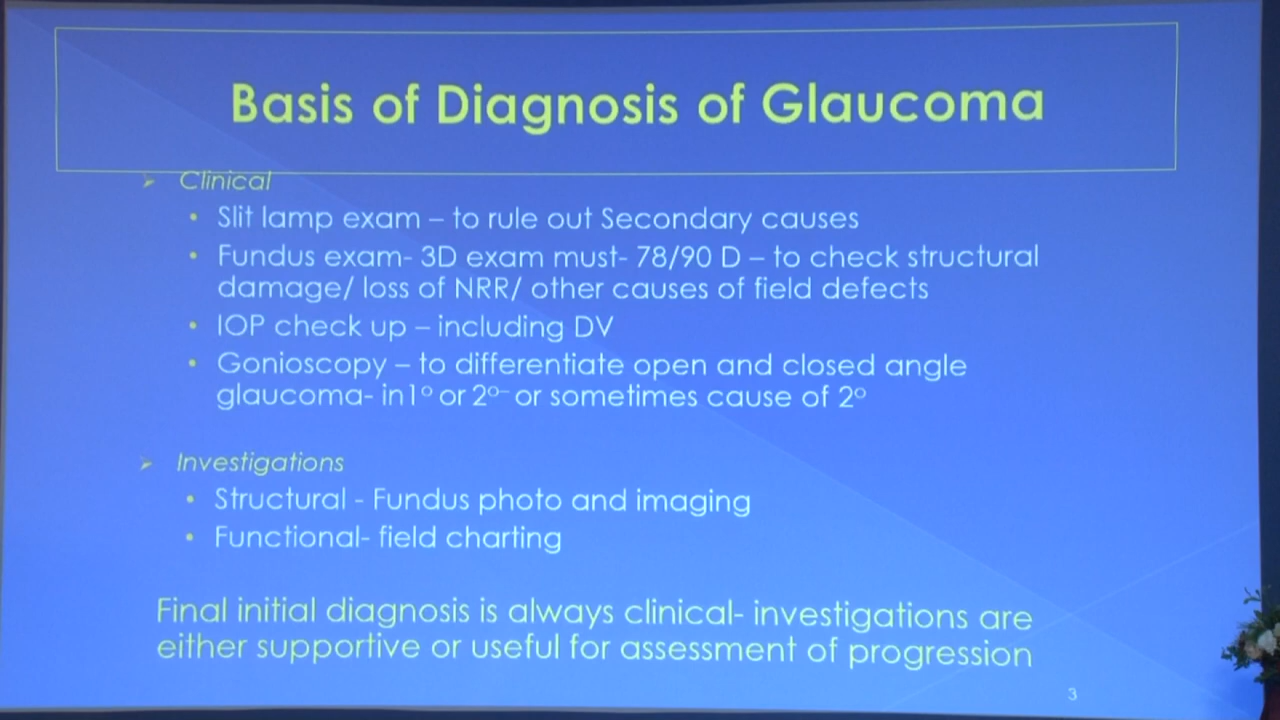 Basis of Diagnosis of Glaucoma
➢ Clinical
• Slit lamp exam – to rule out Secondary causes
• Fundus exam- 3D exam must- 78/90 D – to check structural
damage/ loss of NRR/ other causes of field defects
• IOP check up – including DV
• Gonioscopy – to differentiate open and closed angle
glaucoma- in1º or 2º– or sometimes cause of 2º
➢ Investigations
• Structural - Fundus photo and imaging
• Functional- field charting
Final initial diagnosis is always clinical- investigations are
either supportive or useful for assessment of progression
3